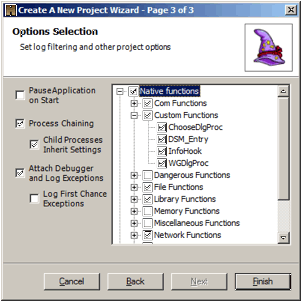 Create A New Project Wizard - Page 3 of 3
Options Selection
Set log filtering and other project options
Pause Application
on Start
Process Chaining
Child Processes
Inherit Settings
Attach Debugger
and Log Exceptions
Log First Chance
Exceptions
Native functions
Com Functions
Custom Functions
ChooseDlgProc
DSM_Entry
InfoHook
WGDlgProc
Dangerous Functions
File Functions
Library Functions
Memory Functions
Miscellaneous Functions
Network Functions
Cancel
Back
Next
Finish